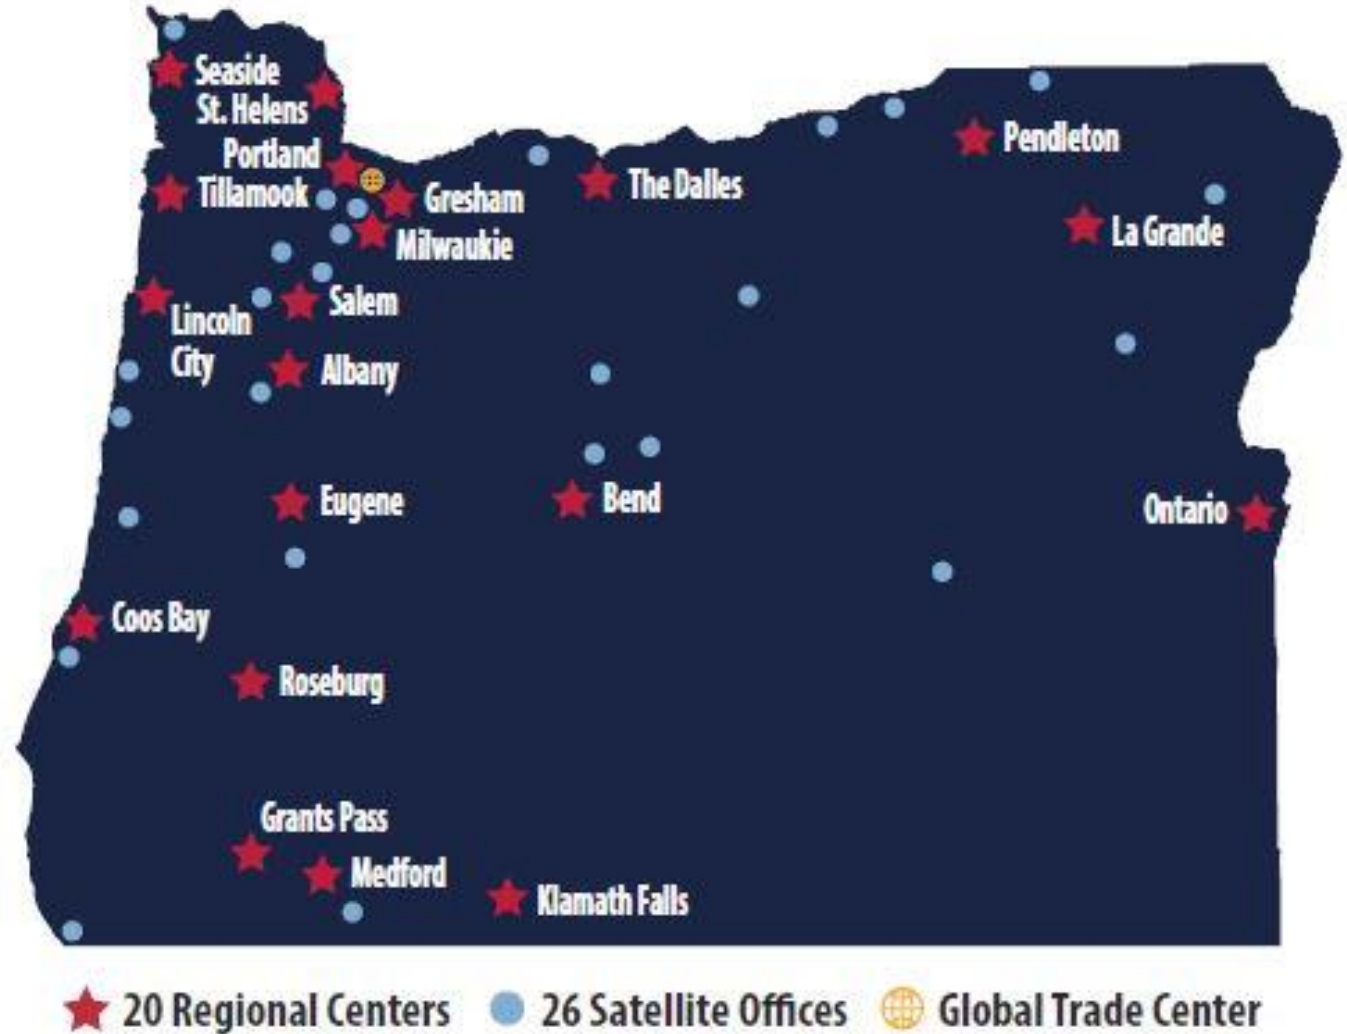 Seaside
St. Helens
Portland
Tillamook
Gresham
Milwaukie
The Dalles
Pendleton
La Grande
Lincoln
City
Salem
Albany
Eugene
Bend
Ontario
Coos Bay
Roseburg
Grants Pass
Medford
Klamath Falls
20 Regional Centers
26 Satellite Offices
Global Trade Center